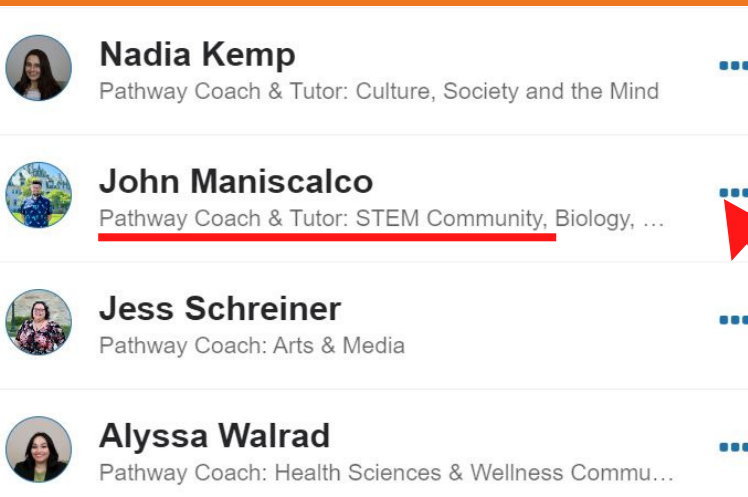 Nadia Kemp
Pathway Coach & Tutor: Culture, Society and the Mind
John Maniscalco
Pathway Coach & Tutor: STEM Community, Biology, ...
Jess Schreiner
Pathway Coach: Arts & Media
Alyssa Walrad
Pathway Coach: Health Sciences & Wellness Commu...